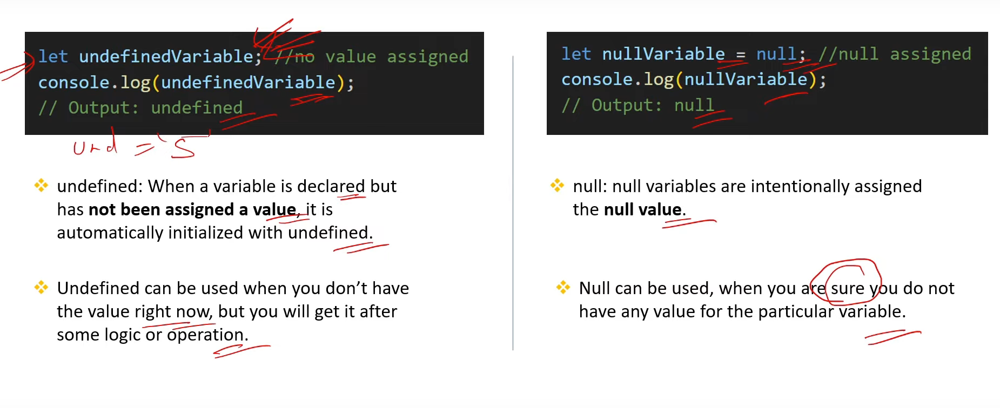 let undefinedVariable; //no value assigned
console.log(undefinedVariable);
// Output: undefined
und = '5'
undefined: When a variable is declared but
has not been assigned a value, it is
automatically initialized with undefined.
Undefined can be used when you don’t have
the value right now, but you will get it after
some logic or operation.
let nullVariable = null; //null assigned
console.log(nullVariable);
// Output: null
null: null variables are intentionally assigned
the null value.
Null can be used, when you are sure you do not
have any value for the particular variable.